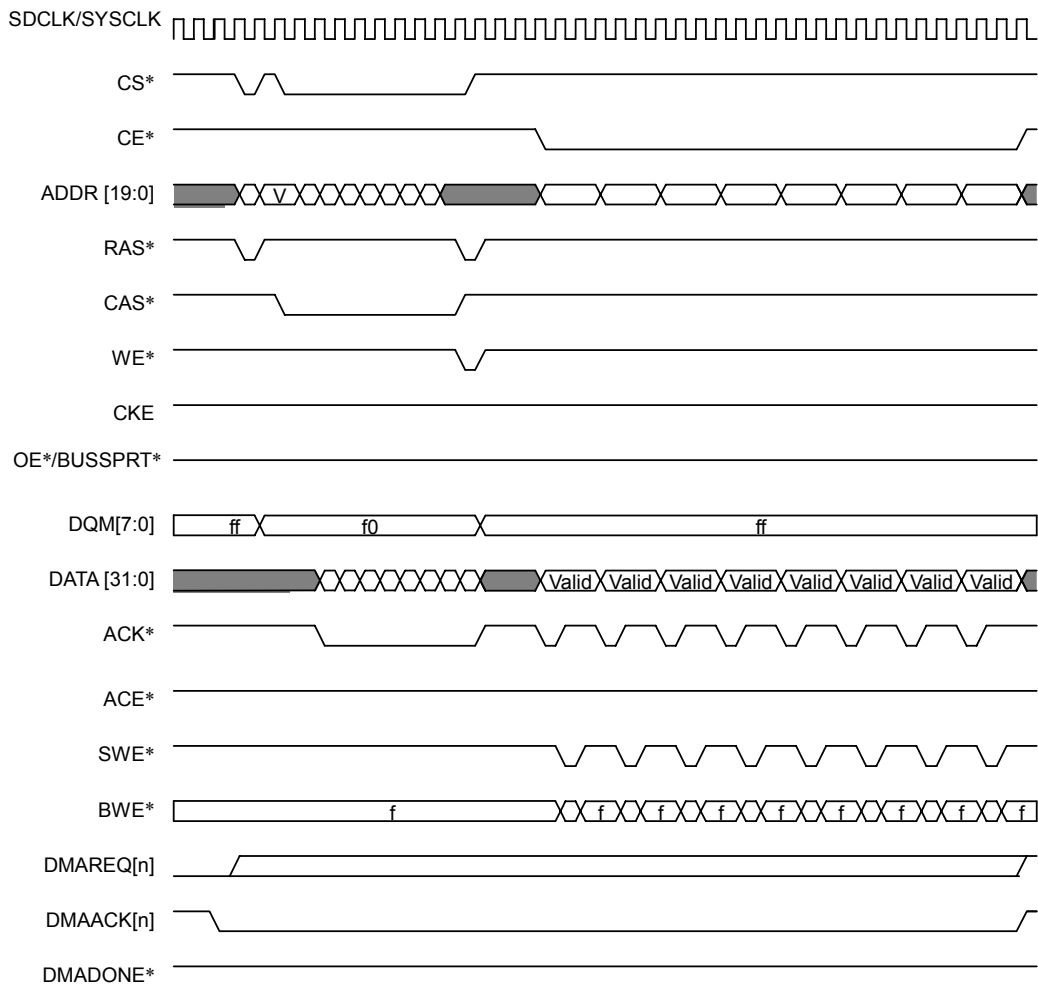 SDCLK/SYSCLK
CS*
CE*
ADDR [19:0] V
RAS*
CAS*
WE*
CKE
OE*/BUSSPRT*
DQM[7:0] ff f0 ff
DATA [31:0] Valid Valid Valid Valid Valid Valid Valid Valid
ACK*
ACE*
SWE*
BWE* f f f f f f f f f
DMAREQ[n]
DMAACK[n]
DMADONE*